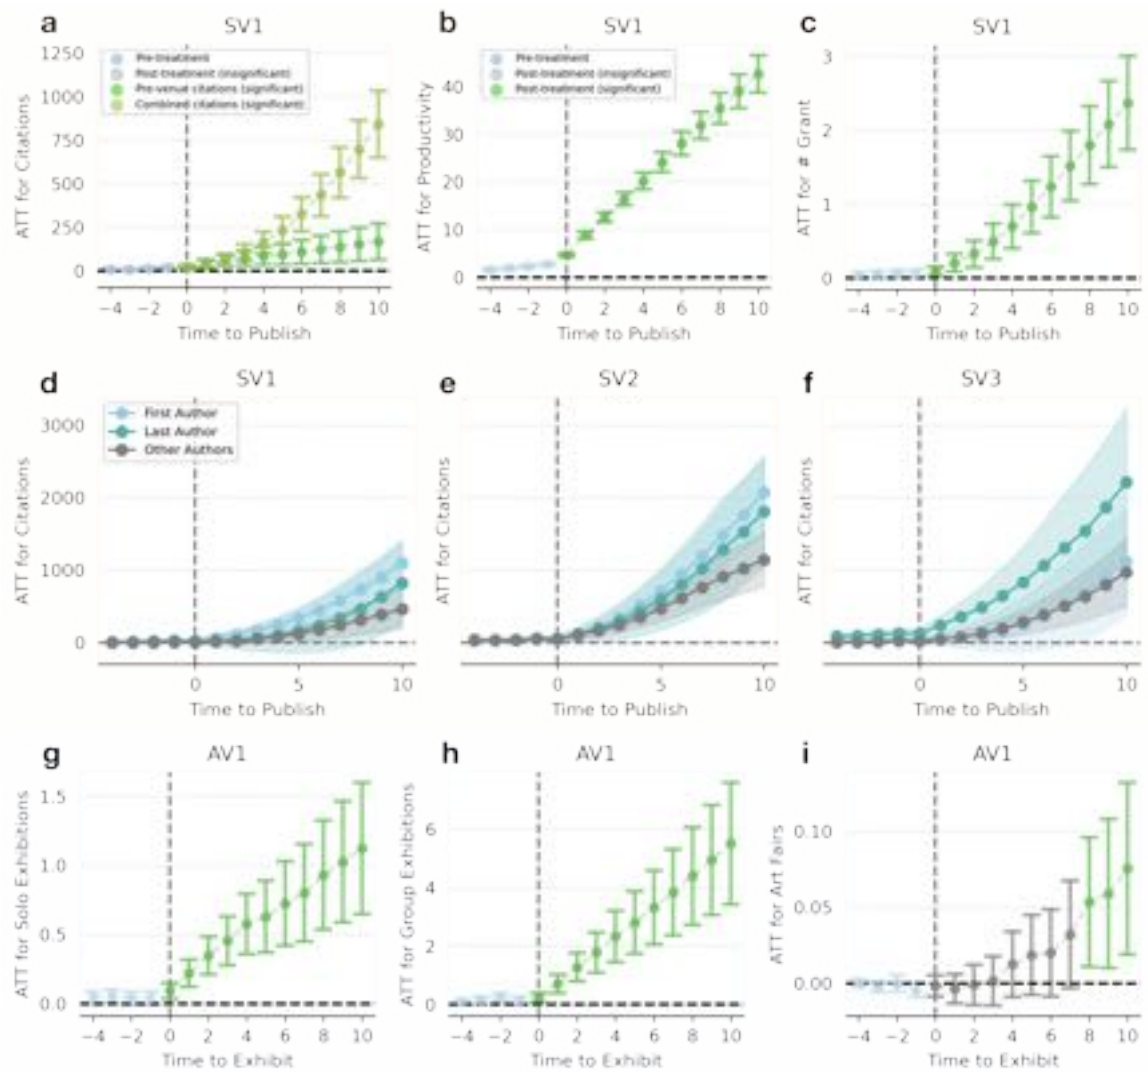 a
SV1
1250
1000
750
500
250
0
ATT for Citations
Pre-treatment
Post-treatment (insignificant)
Pre-venue citations (significant)
Combined citations (significant)
−4 −2 0 2 4 6 8 10
Time to Publish
b
SV1
40
30
20
10
0
ATT for Productivity
Pre-treatment
Post-treatment (insignificant)
Post-treatment (significant)
−4 −2 0 2 4 6 8 10
Time to Publish
c
SV1
3
2
1
0
ATT for # Grant
−4 −2 0 2 4 6 8 10
Time to Publish
d
SV1
3000
2000
1000
0
ATT for Citations
First Author
Last Author
Other Authors
0 5 10
Time to Publish
e
SV2
ATT for Citations
0 5 10
Time to Publish
f
SV3
ATT for Citations
0 5 10
Time to Publish
g
AV1
1.5
1.0
0.5
0.0
ATT for Solo Exhibitions
−4 −2 0 2 4 6 8 10
Time to Exhibit
h
AV1
6
4
2
0
ATT for Group Exhibitions
−4 −2 0 2 4 6 8 10
Time to Exhibit
i
AV1
0.10
0.05
0.00
ATT for Art Fairs
−4 −2 0 2 4 6 8 10
Time to Exhibit